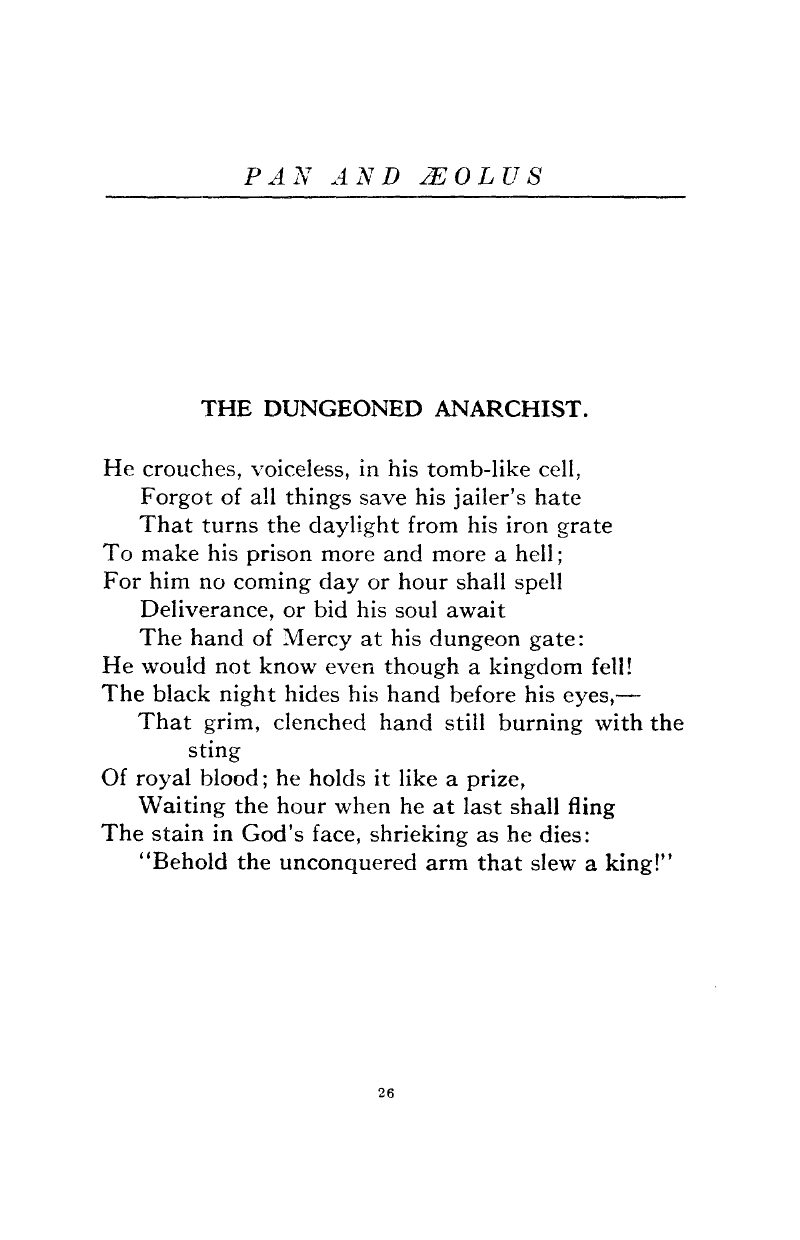 PAN AND ÆOLUS
THE DUNGEONED ANARCHIST.
He crouches, voiceless, in his tomb-like cell,
Forgot of all things save his jailer's hate
That turns the daylight from his iron grate
To make his prison more and more a hell;
For him no coming day or hour shall spell
Deliverance, or bid his soul await
The hand of Mercy at his dungeon gate:
He would not know even though a kingdom fell!
The black night hides his hand before his eyes,—
That grim, clenched hand still burning with the
sting
Of royal blood; he holds it like a prize,
Waiting the hour when he at last shall fling
The stain in God's face, shrieking as he dies:
"Behold the unconquered arm that slew a king!"
26